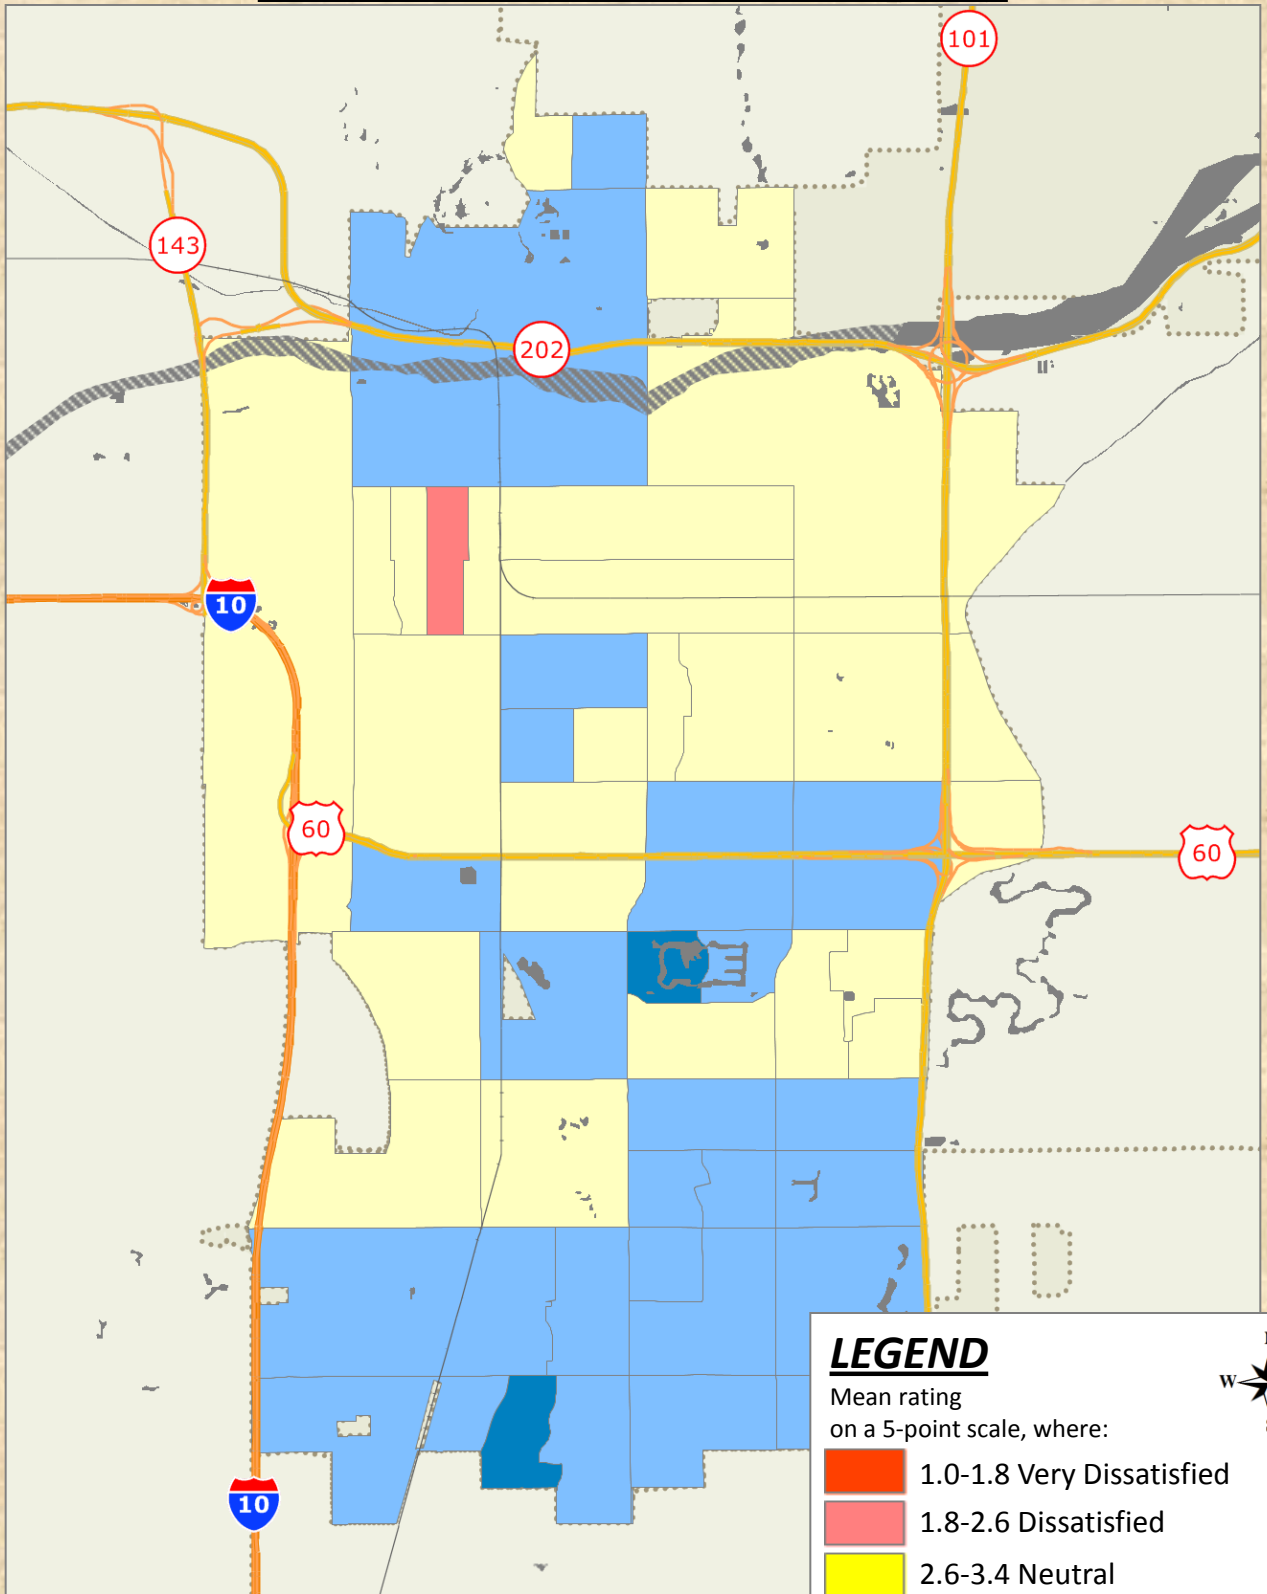 101
143
202
10
60
60
10
LEGEND
Mean rating
on a 5-point scale, where:
W
1.0-1.8 Very Dissatisfied
1.8-2.6 Dissatisfied
2.6-3.4 Neutral